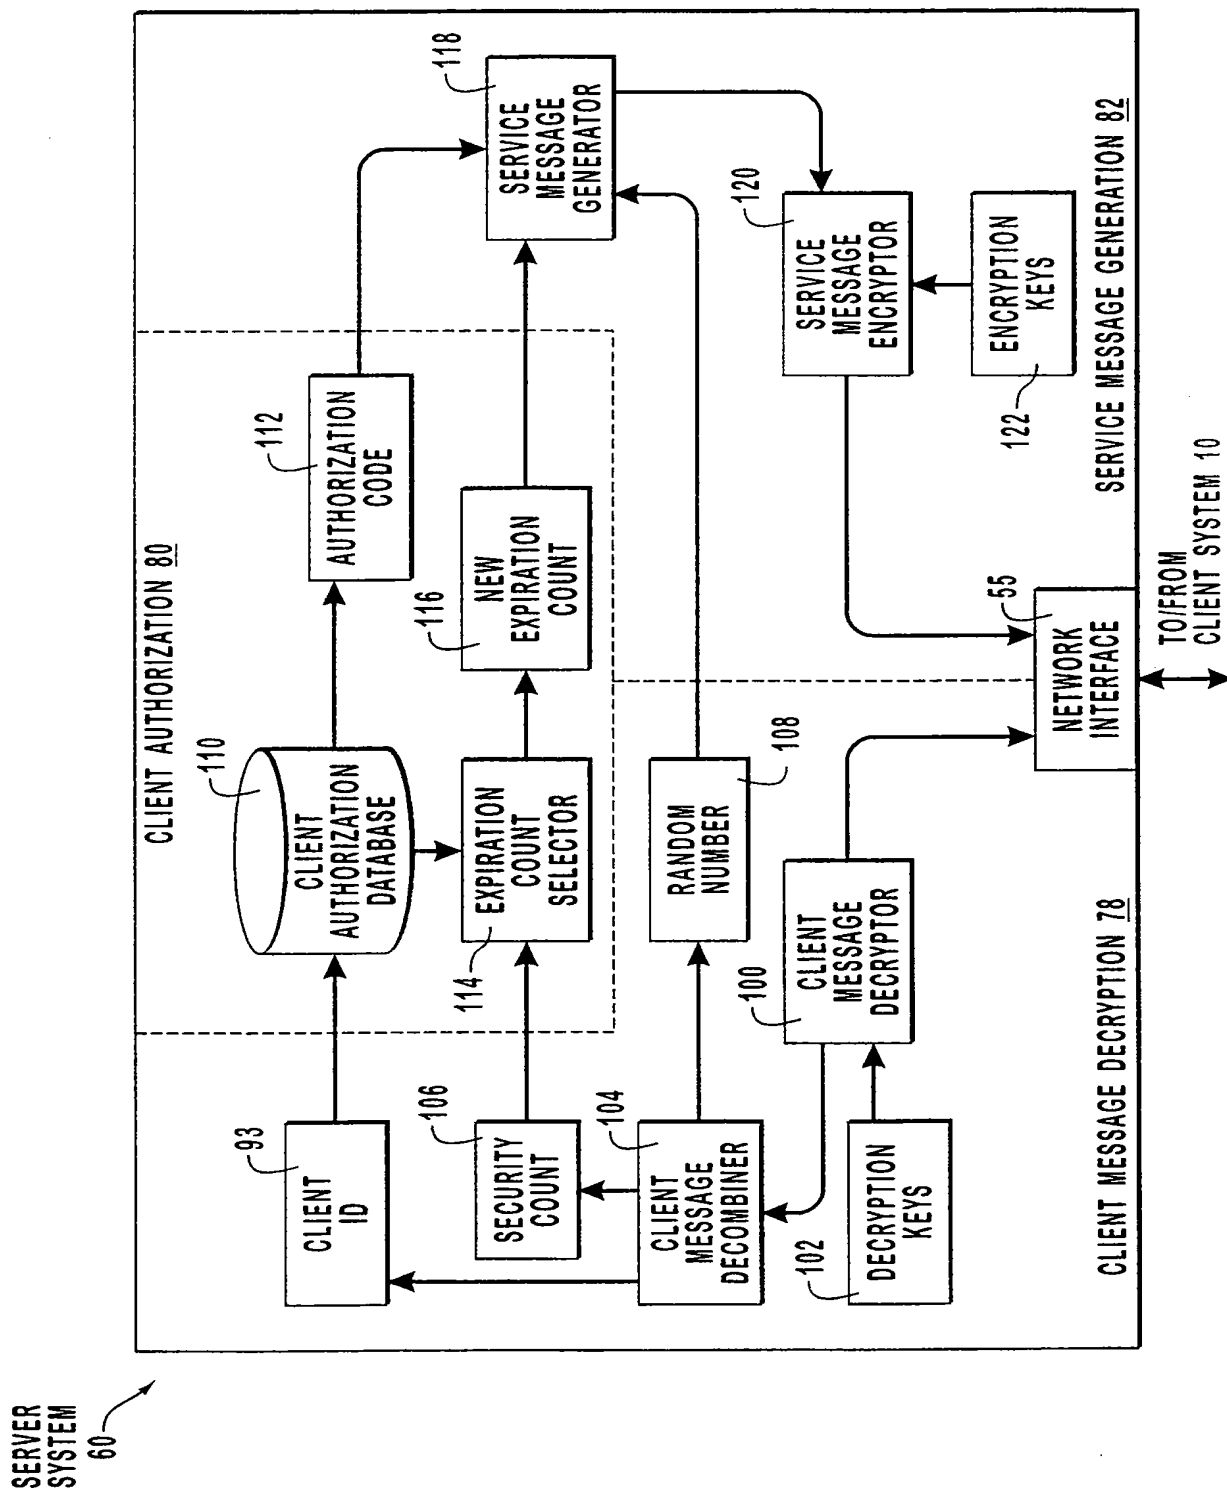 SERVER
SYSTEM
60
CLIENT AUTHORIZATION 80
93
CLIENT
ID
110
CLIENT
AUTHORIZATION
DATABASE
112
AUTHORIZATION
CODE
106
SECURITY
COUNT
114
EXPIRATION
COUNT
SELECTOR
116
NEW
EXPIRATION
COUNT
118
SERVICE
MESSAGE
GENERATOR
104
CLIENT
MESSAGE
DECOMBINER
RANDOM
NUMBER
108
100
CLIENT
MESSAGE
DECRYPTOR
120
SERVICE
MESSAGE
ENCRYPTOR
102
DECRYPTION
KEYS
ENCRYPTION
KEYS
122
55
NETWORK
INTERFACE
CLIENT MESSAGE DECRYPTION 78
SERVICE MESSAGE GENERATION 82
TO/FROM
CLIENT SYSTEM 10